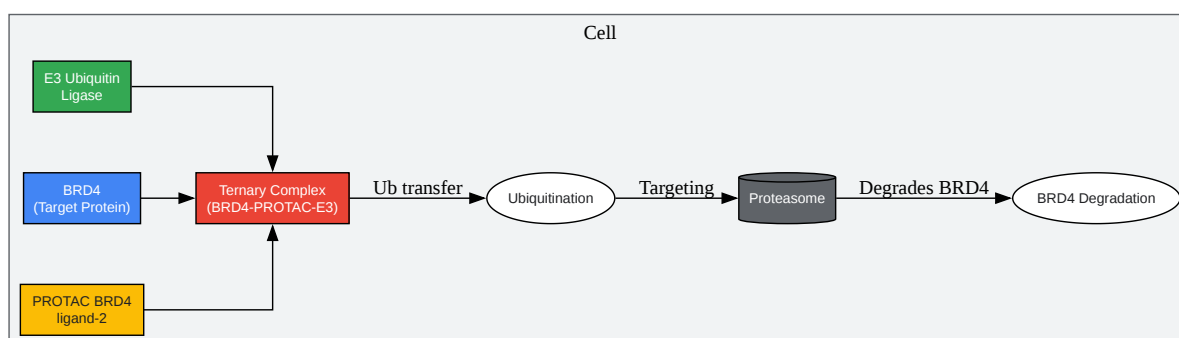 Cell
E3 Ubiquitin
Ligase
BRD4
(Target Protein)
Ternary Complex
(BRD4-PROTAC-E3)
Ub transfer
Ubiquitination
Targeting
Proteasome
Degrades BRD4
BRD4 Degradation
PROTAC BRD4
ligand-2